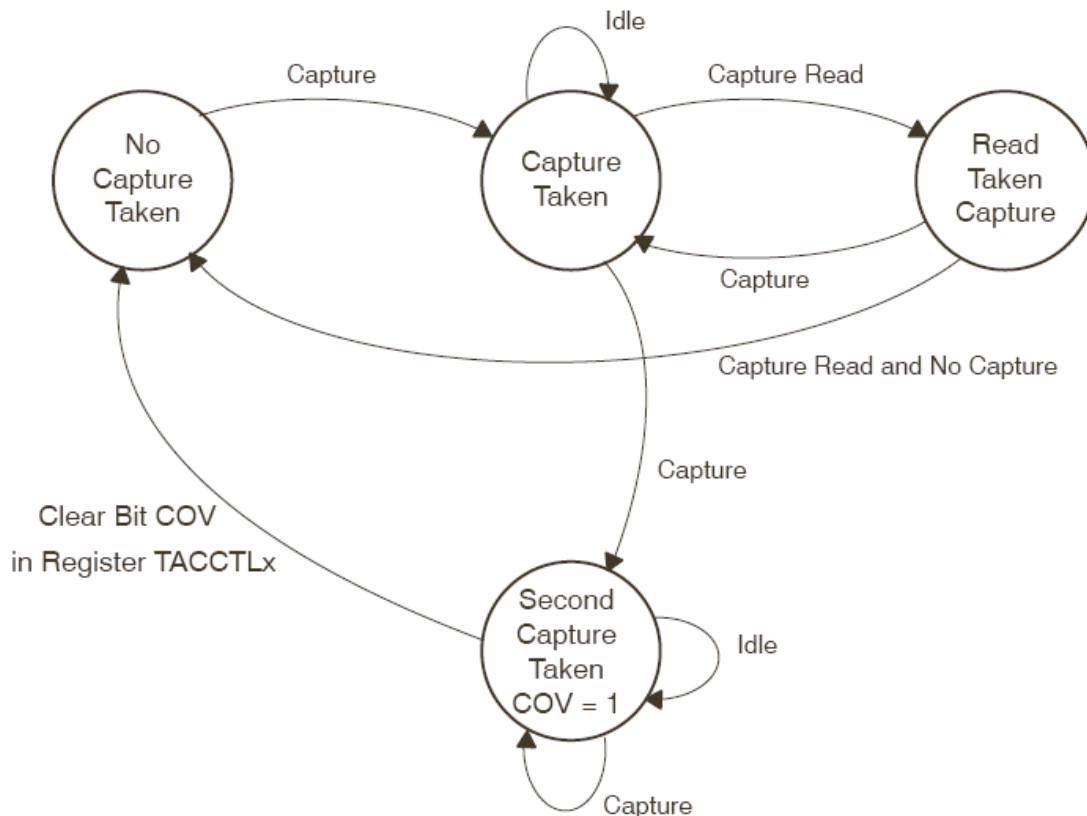 Idle
Capture
Capture Read
No
Capture
Taken
Capture
Taken
Read
Taken
Capture
Capture
Capture Read and No Capture
Capture
Clear Bit COV
in Register TACCTLx
Second
Capture
Taken
COV = 1
Idle
Capture